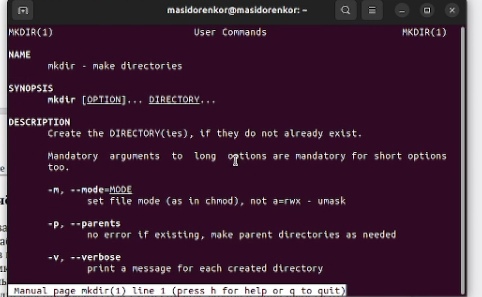 masidorenkor@masidorenkor: ~
MKDIR(1) User Commands MKDIR(1)
NAME
mkdir - make directories
SYNOPSIS
mkdir [OPTION]... DIRECTORY...
DESCRIPTION
Create the DIRECTORY(ies), if they do not already exist.
Mandatory arguments to long options are mandatory for short options
too.
-m, --mode=MODE
set file mode (as in chmod), not a=rwx - umask
-p, --parents
no error if existing, make parent directories as needed
-v, --verbose
print a message for each created directory
Manual page mkdir(1) line 1 (press h for help or q to quit)